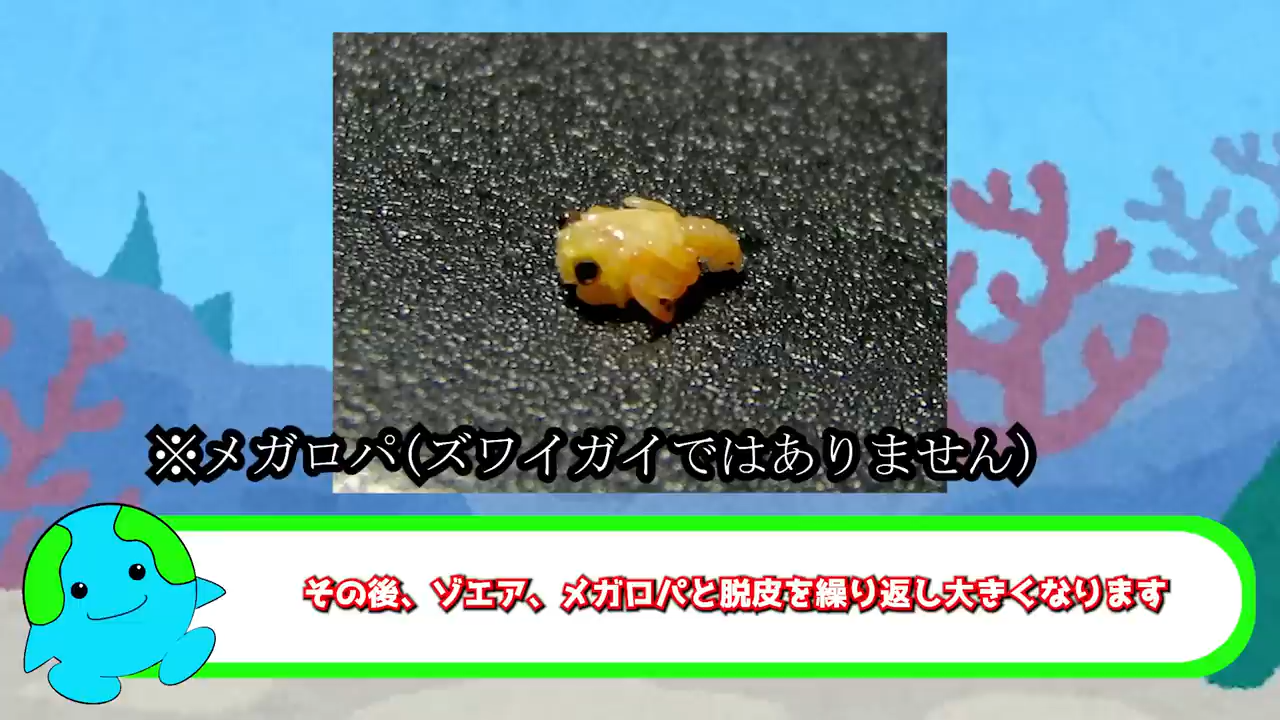 ※メガロパ(ズワイガイではありません)
その後、ゾエア、メガロパと脱皮を繰り返し大きくなります